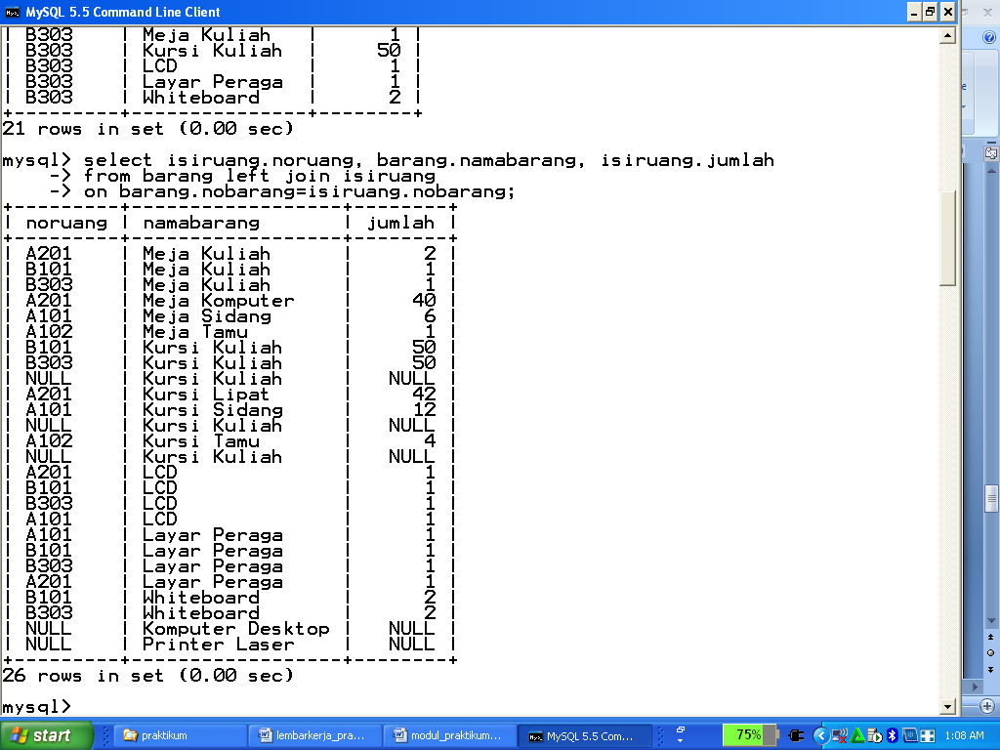 MySQL 5.5 Command Line Client
| B303     | Meja Kuliah    |      1 |
| B303     | Kursi Kuliah   |     50 |
| B303     | LCD            |      1 |
| B303     | Layar Peraga   |      1 |
| B303     | Whiteboard     |      2 |
+----------+----------------+--------+
21 rows in set (0.00 sec)
mysql> select isiruang.noruang, barang.namabarang, isiruang.jumlah
    -> from barang left join isiruang
    -> on barang.nobarang=isiruang.nobarang;
+---------+------------------+--------+
| noruang | namabarang       | jumlah |
+---------+------------------+--------+
| A201    | Meja Kuliah      |      2 |
| B101    | Meja Kuliah      |      1 |
| B303    | Meja Kuliah      |      1 |
| A201    | Meja Komputer    |     40 |
| A101    | Meja Sidang      |      6 |
| A102    | Meja Tamu        |      1 |
| B101    | Kursi Kuliah     |     50 |
| B303    | Kursi Kuliah     |     50 |
| NULL    | Kursi Kuliah     |   NULL |
| A201    | Kursi Lipat      |     42 |
| A101    | Kursi Sidang     |     12 |
| NULL    | Kursi Kuliah     |   NULL |
| A102    | Kursi Tamu       |      4 |
| NULL    | Kursi Kuliah     |   NULL |
| A201    | LCD              |      1 |
| B101    | LCD              |      1 |
| B303    | LCD              |      1 |
| A101    | LCD              |      1 |
| A101    | Layar Peraga     |      1 |
| B101    | Layar Peraga     |      1 |
| B303    | Layar Peraga     |      1 |
| A201    | Layar Peraga     |      1 |
| B101    | Whiteboard       |      2 |
| B303    | Whiteboard       |      2 |
| NULL    | Komputer Desktop |   NULL |
| NULL    | Printer Laser    |   NULL |
+---------+------------------+--------+
26 rows in set (0.00 sec)
mysql>
start praktikum lembarkerja_pra... modul_praktikum... MySQL 5.5 Com... 75% 1:08 AM